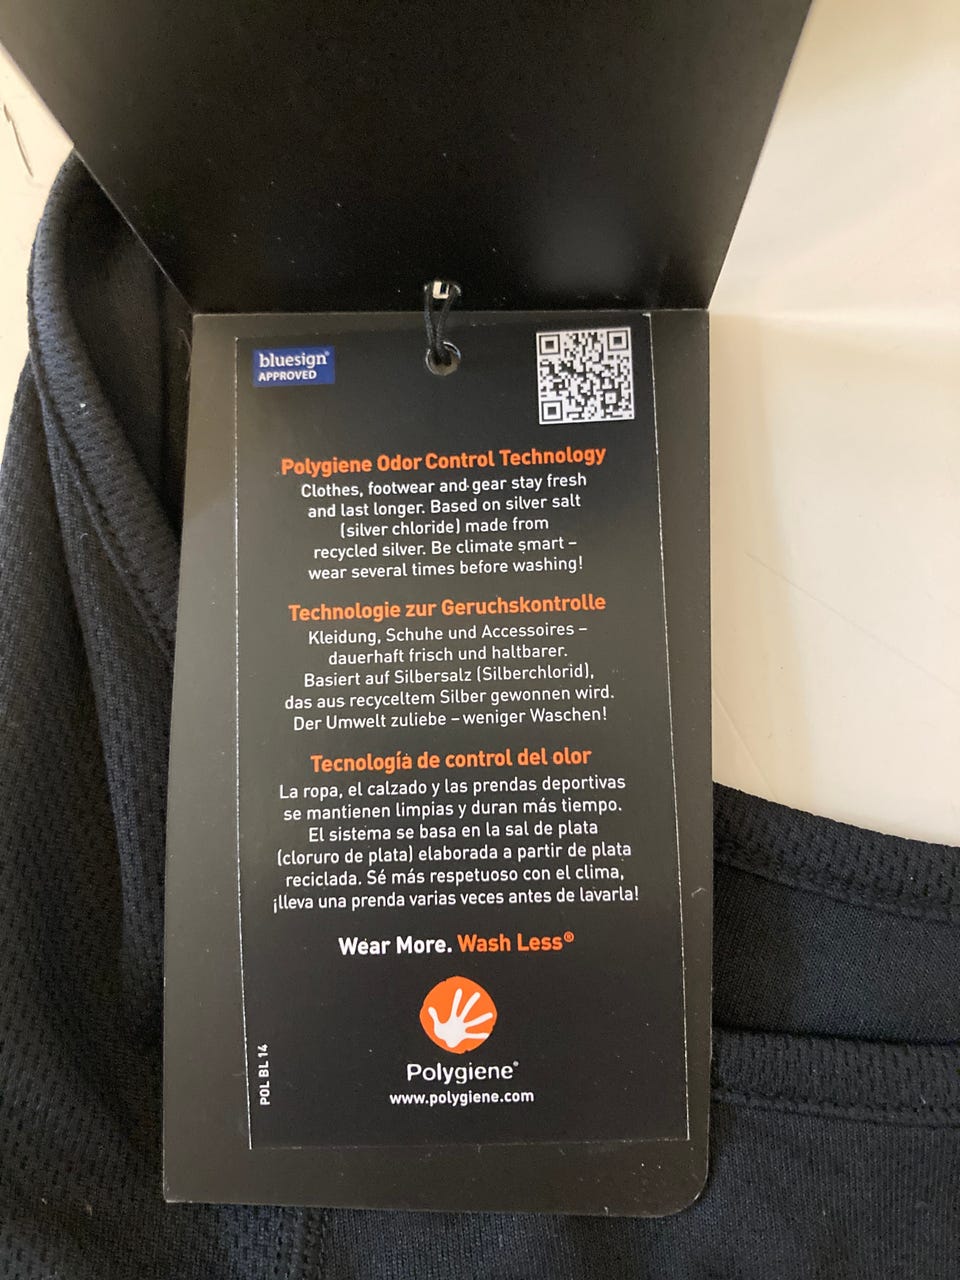 bluesign®
APPROVED
Polygiene Odor Control Technology
Clothes, footwear and gear stay fresh
and last longer. Based on silver salt
(silver chloride) made from
recycled silver. Be climate smart –
wear several times before washing!
Technologie zur Geruchskontrolle
Kleidung, Schuhe und Accessoires –
dauerhaft frisch und haltbarer.
Basiert auf Silbersalz (Silberchlorid),
das aus recyceltem Silber gewonnen wird.
Der Umwelt zuliebe – weniger Waschen!
Tecnología de control del olor
La ropa, el calzado y las prendas deportivas
se mantienen limpias y duran más tiempo.
El sistema se basa en la sal de plata
(cloruro de plata) elaborada a partir de plata
reciclada. Sé más respetuoso con el clima,
¡lleva una prenda varias veces antes de lavarla!
Wear More. Wash Less®
Polygiene®
www.polygiene.com
POL BL 14